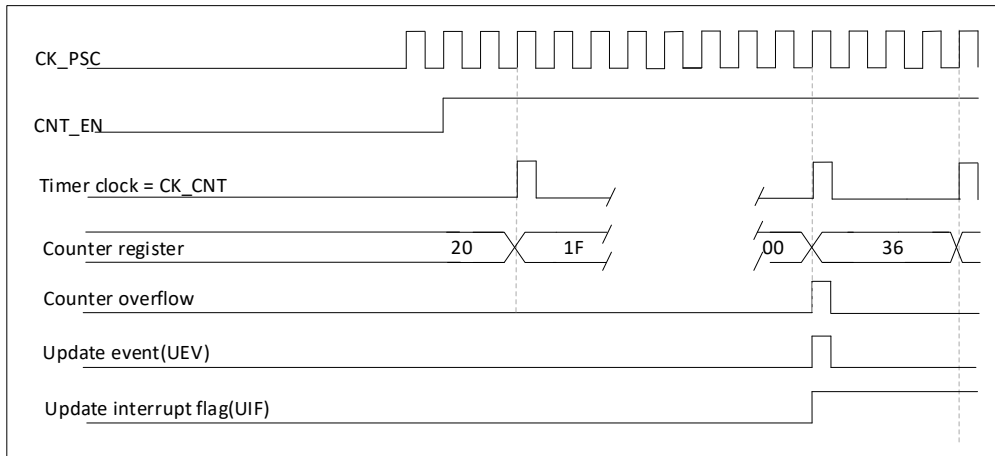 CK_PSC
CNT_EN
Timer clock = CK_CNT
Counter register 20 1F 00 36
Counter overflow
Update event(UEV)
Update interrupt flag(UIF)